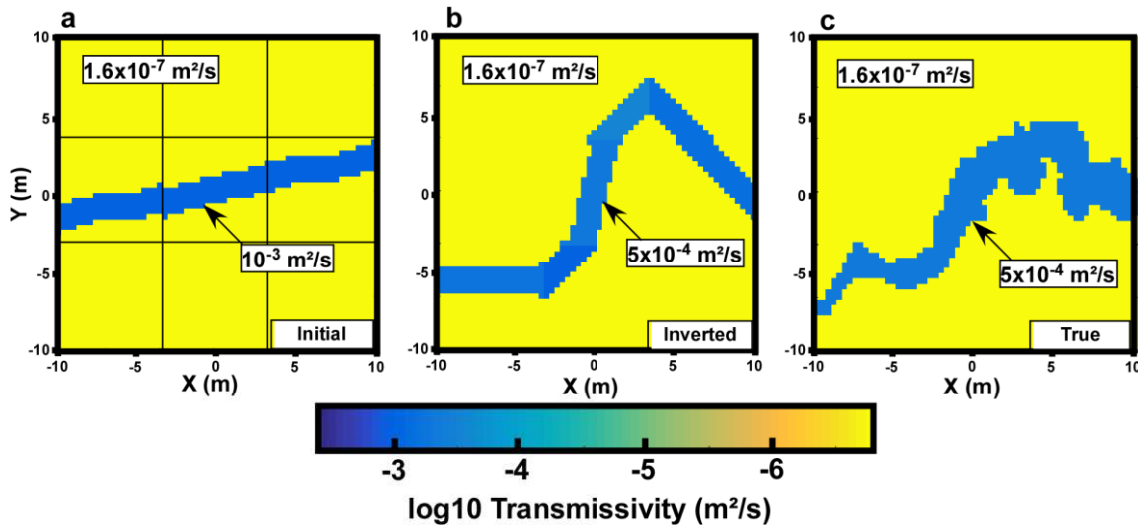 a
b
c
1.6x10⁻⁷ m²/s
1.6x10⁻⁷ m²/s
1.6x10⁻⁷ m²/s
10⁻³ m²/s
5x10⁻⁴ m²/s
5x10⁻⁴ m²/s
Initial
Inverted
True
Y (m)
10
5
0
-5
-10
10
5
0
-5
-10
10
5
0
-5
-10
-10 -5 0 5 10
-10 -5 0 5 10
-10 -5 0 5 10
X (m)
X (m)
X (m)
-3 -4 -5 -6
log10 Transmissivity (m²/s)